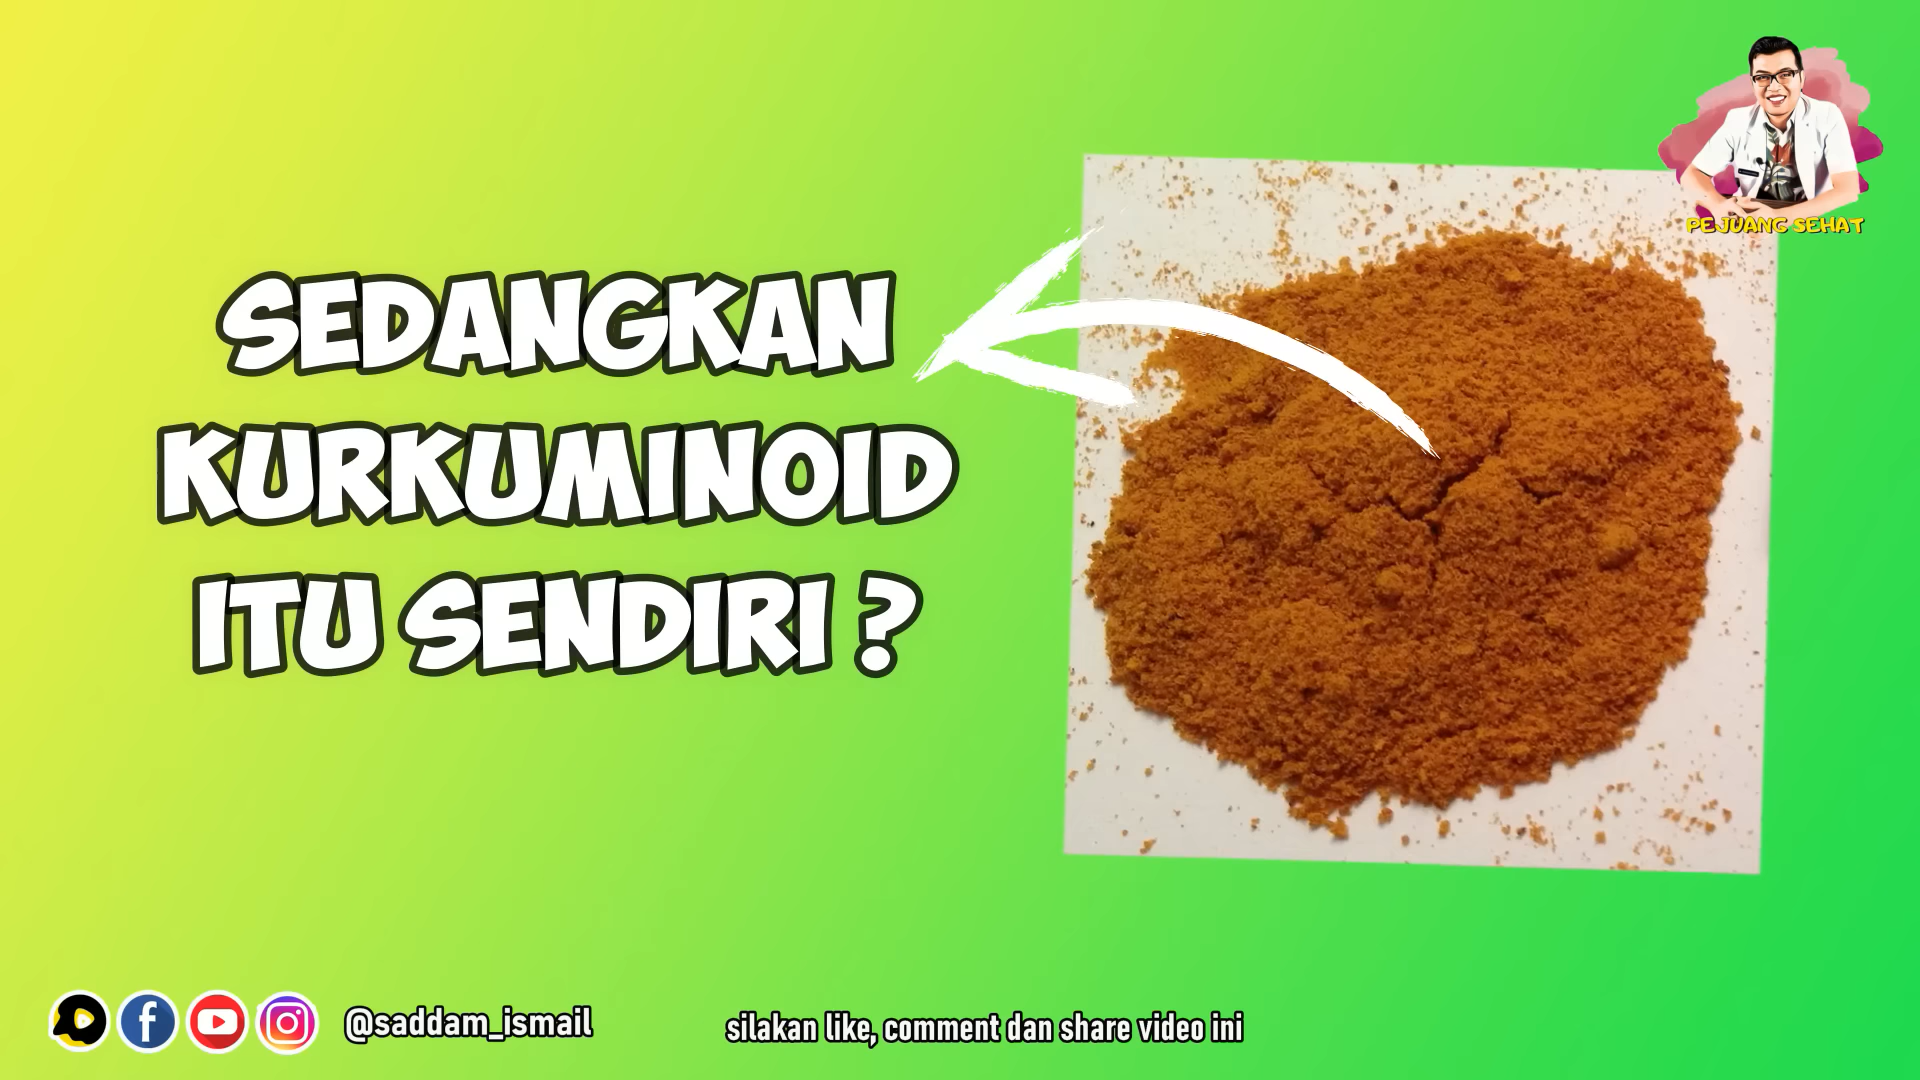 PEJUANG SEHAT
SEDANGKAN
KURKUMINOID
ITU SENDIRI ?
@saddam_ismail
silakan like, comment dan share video ini